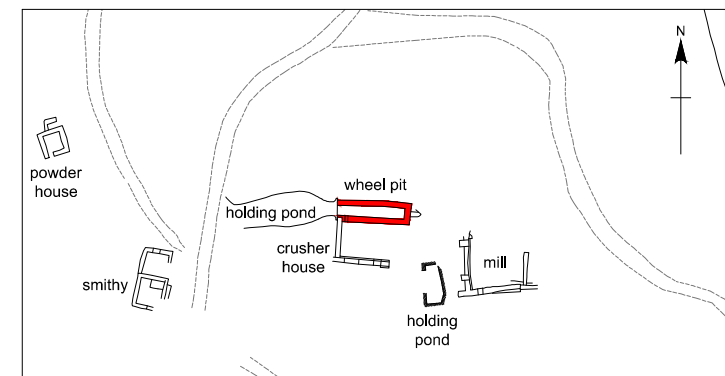 N
powder
house
wheel pit
holding pond
crusher
house
mill
smithy
holding
pond